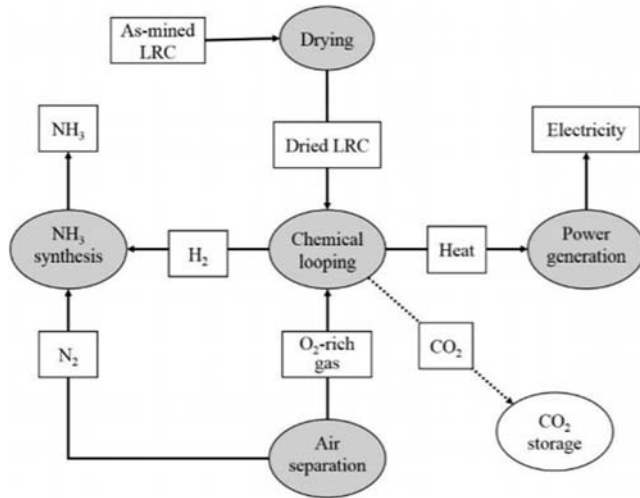 As-mined
LRC
Drying
NH₃
Dried LRC
Electricity
NH₃
synthesis
H₂
Chemical
looping
Heat
Power
generation
N₂
O₂-rich
gas
CO₂
Air
separation
CO₂
storage